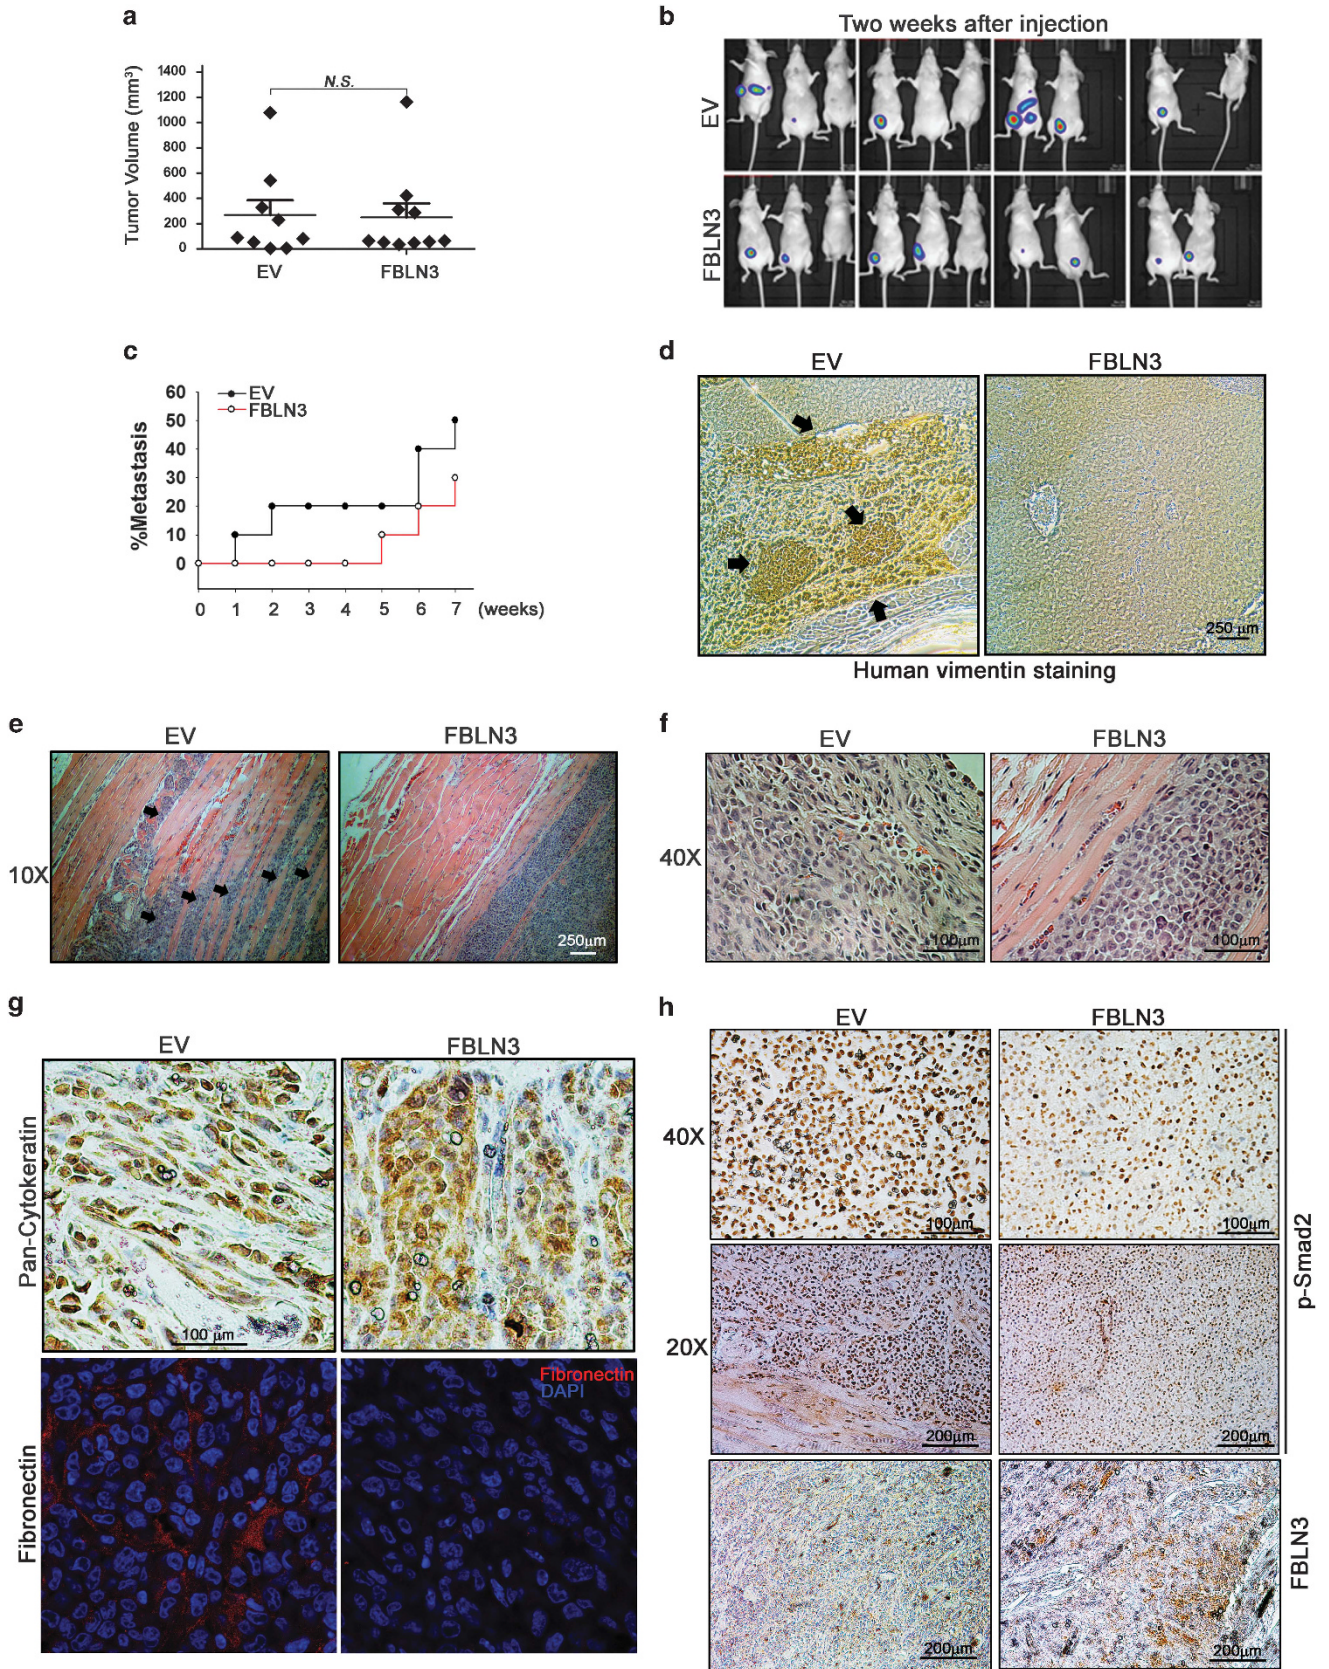 a
Tumor Volume (mm³)
1400
1200
1000
800
600
400
200
0
N.S.
EV
FBLN3
b
Two weeks after injection
EV
FBLN3
c
%Metastasis
60
50
40
30
20
10
0
EV
FBLN3
0 1 2 3 4 5 6 7 (weeks)
d
EV
FBLN3
250 μm
Human vimentin staining
e
EV
FBLN3
10X
250μm
f
EV
FBLN3
40X
100μm
100μm
g
EV
FBLN3
Pan-Cytokeratin
100 μm
Fibronectin
Fibronectin
DAPI
h
EV
FBLN3
40X
100μm
100μm
20X
200μm
200μm
p-Smad2
200μm
200μm
FBLN3